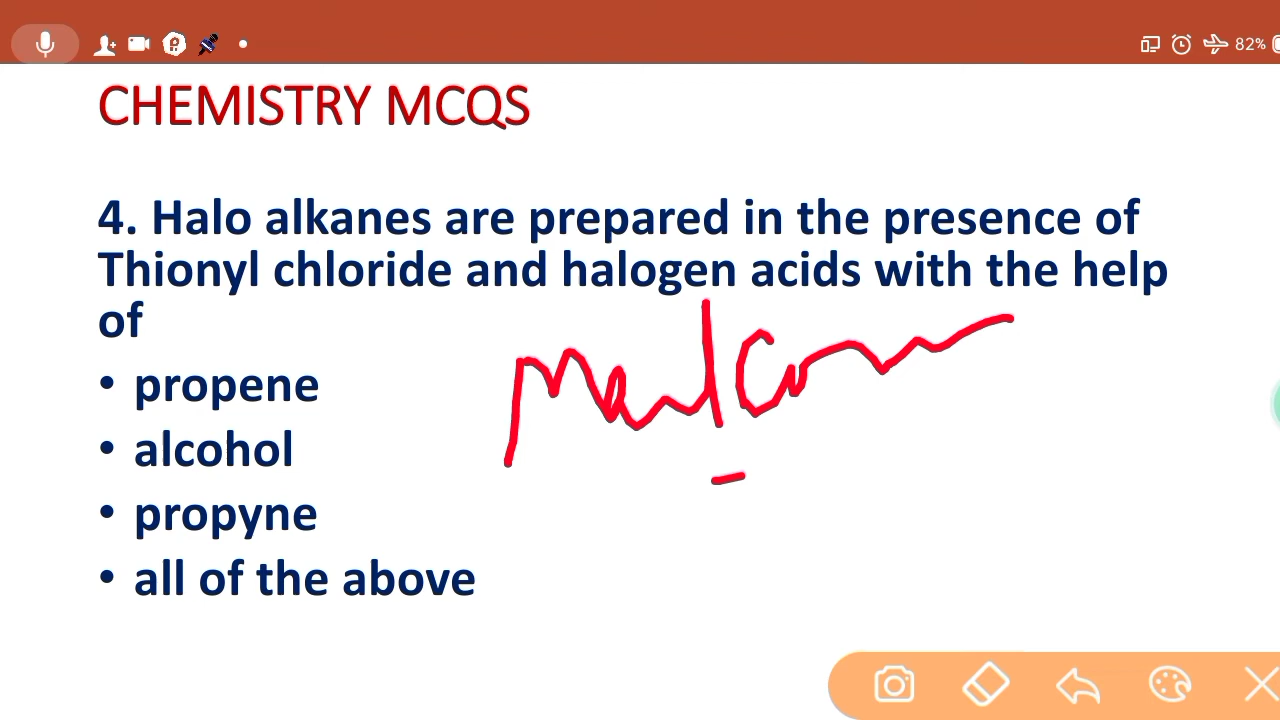 82%
CHEMISTRY MCQS
4. Halo alkanes are prepared in the presence of
Thionyl chloride and halogen acids with the help
of
• propene
• alcohol
• propyne
• all of the above